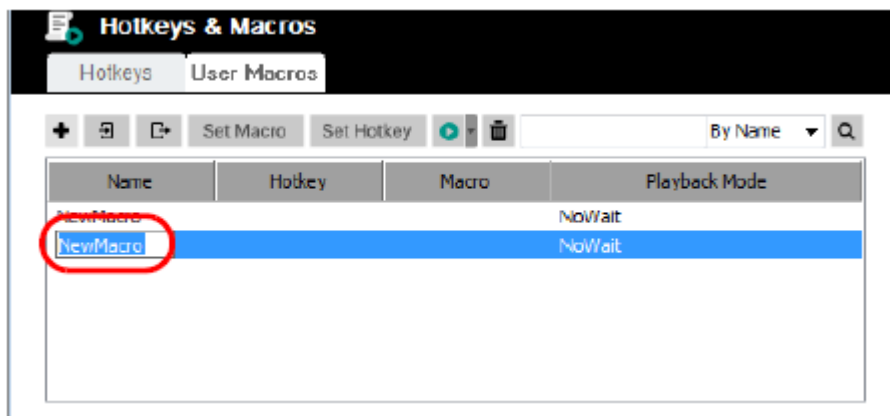 Hotkeys & Macros
Hotkeys User Macros
Set Macro Set Hotkey By Name
Name Hotkey Macro Playback Mode
NewMacro NoWait
NewMacro NoWait